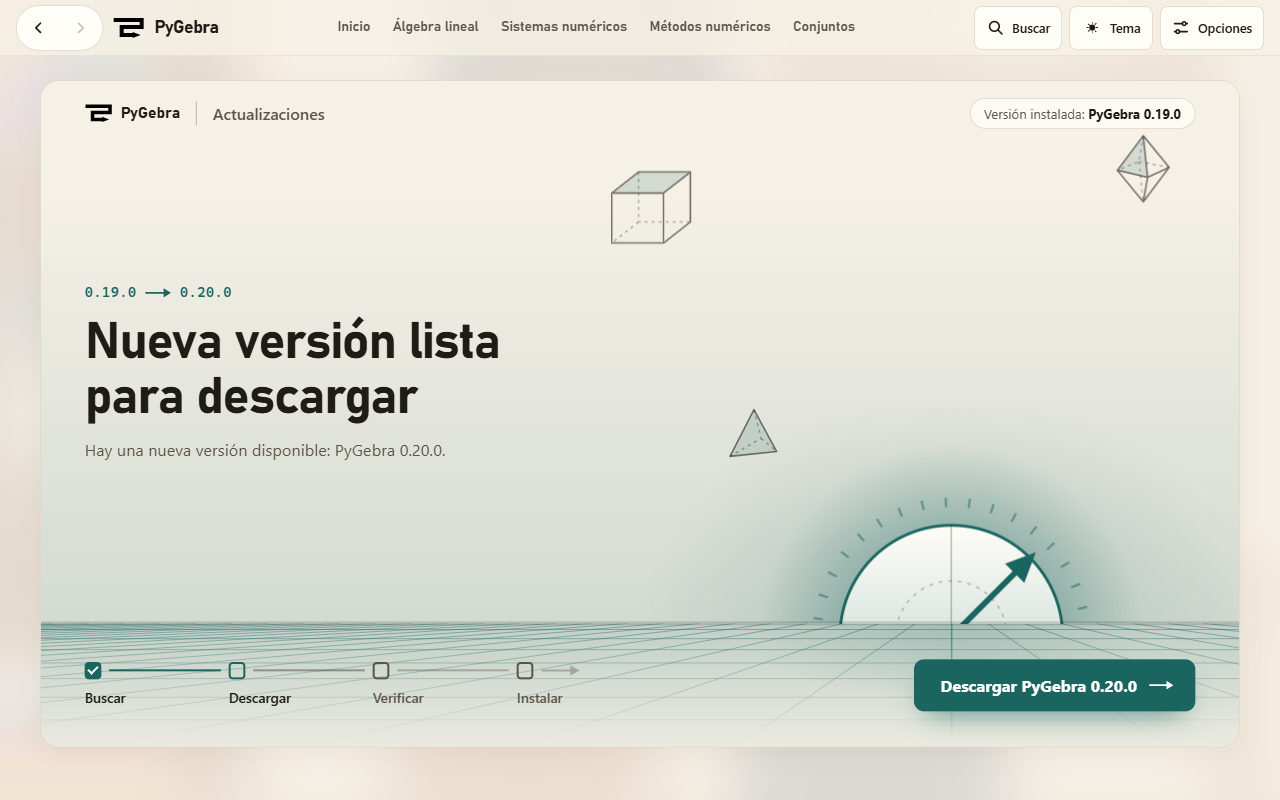 PyGebra
Inicio
Álgebra lineal
Sistemas numéricos
Métodos numéricos
Conjuntos
Buscar
Tema
Opciones
PyGebra
Actualizaciones
Versión instalada: PyGebra 0.19.0
0.19.0
0.20.0
Nueva versión lista
para descargar
Hay una nueva versión disponible: PyGebra 0.20.0.
Buscar
Descargar
Verificar
Instalar
Descargar PyGebra 0.20.0